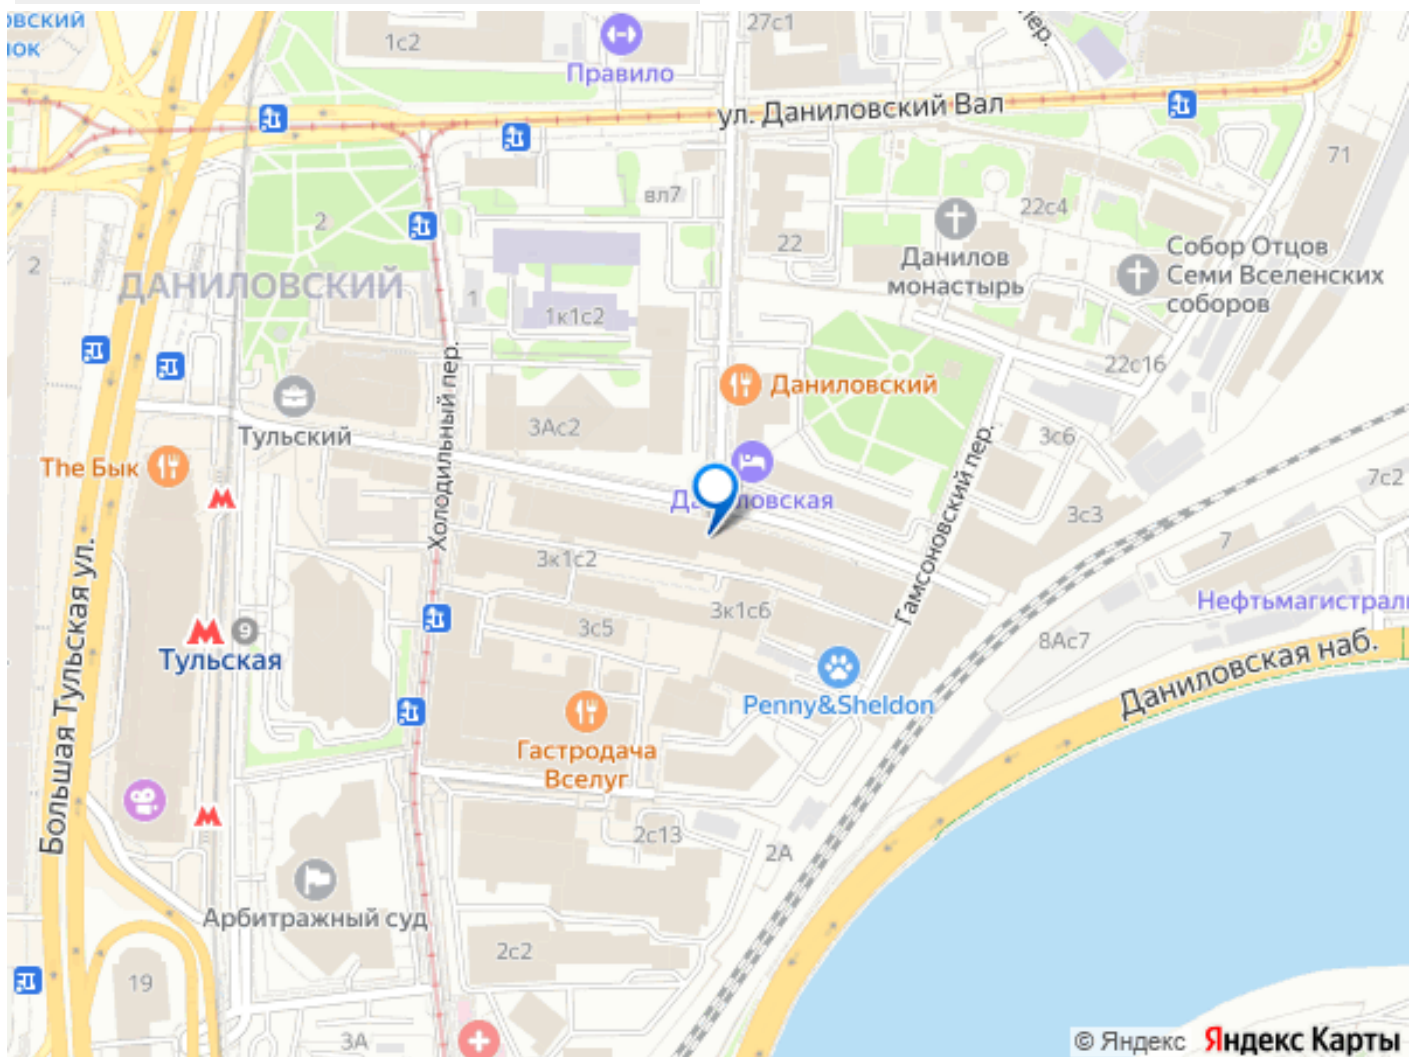 вский
ок
1с2
Правило
27с1
пер.
ул. Даниловский Вал
71
вл7
2
22
22с4
Данилов
монастырь
Собор Отцов
Семи Вселенских
соборов
2
ДАНИЛОВСКИЙ
1
1к1с2
Холодильный пер.
22с16
Даниловский
Тульский
3Ас2
3с6
The Бык
Даниловская
7с2
3с3
Гамсоновский пер.
7
3к1с2
3к1с6
3с5
Нефтьмагистраль
8Ас7
9
Тульская
Большая Тульская ул.
Даниловская наб.
Penny&Sheldon
Гастродача
Вселуг
2с13
2А
Арбитражный суд
2с2
19
3А
© Яндекс Яндекс Карты